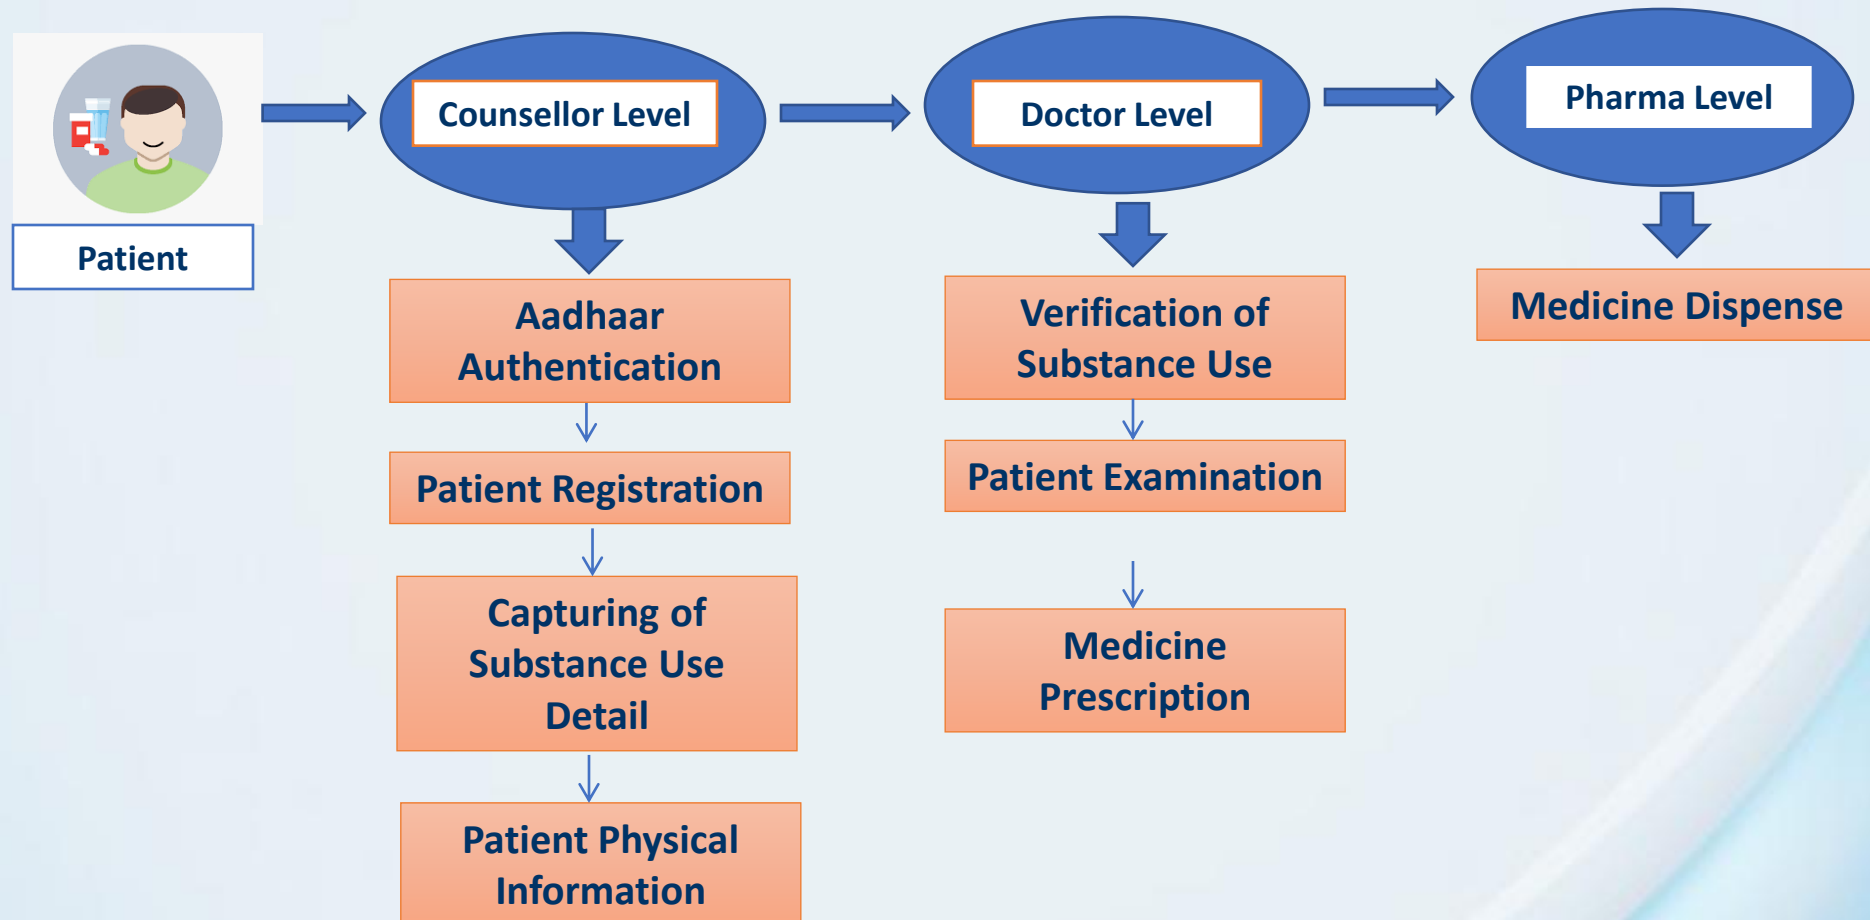 Patient
Counsellor Level
Aadhaar
Authentication
Patient Registration
Capturing of
Substance Use
Detail
Patient Physical
Information
Doctor Level
Verification of
Substance Use
Patient Examination
Medicine
Prescription
Pharma Level
Medicine Dispense